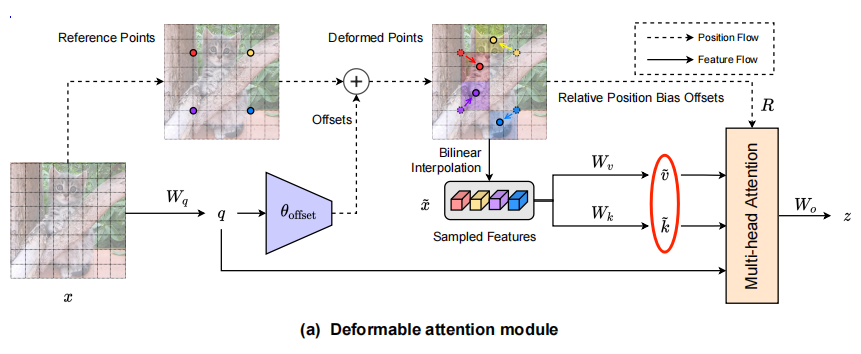 Reference Points
Deformed Points
Position Flow
Feature Flow
+
Offsets
Relative Position Bias Offsets
R
Bilinear
Interpolation
W_q
q
θ_offset
x̃
Sampled Features
W_v
W_k
ṽ
k̃
Multi-head Attention
W_o
z
x
(a) Deformable attention module